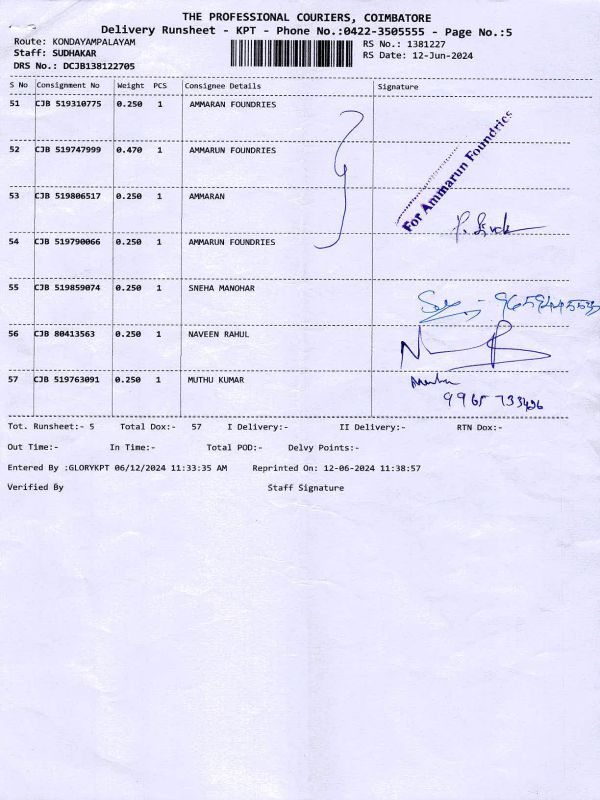 THE PROFESSIONAL COURIERS, COIMBATORE
Delivery Runsheet - KPT - Phone No.:0422-3505555 - Page No.:5
Route: KONDAYAMPALAYAM RS No.: 1381227
Staff: SUDHAKAR RS Date: 12-Jun-2024
DRS No.: DCJB138122705
S No Consignment No Weight PCS Consignee Details Signature
51 CJB 519310775 0.250 1 AMMARAN FOUNDRIES
52 CJB 519747999 0.470 1 AMMARUN FOUNDRIES
For Ammarun Foundries
53 CJB 519806517 0.250 1 AMMARAN
54 CJB 519790066 0.250 1 AMMARUN FOUNDRIES
55 CJB 519859074 0.250 1 SNEHA MANOHAR
56 CJB 80413563 0.250 1 NAVEEN RAHUL
57 CJB 519763091 0.250 1 MUTHU KUMAR
Tot. Runsheet:- 5 Total Dox:- 57 I Delivery:- II Delivery:- RTN Dox:-
Out Time:- In Time:- Total POD:- Delvy Points:-
Entered By :GLORYKPT 06/12/2024 11:33:35 AM Reprinted On: 12-06-2024 11:38:57
Verified By Staff Signature